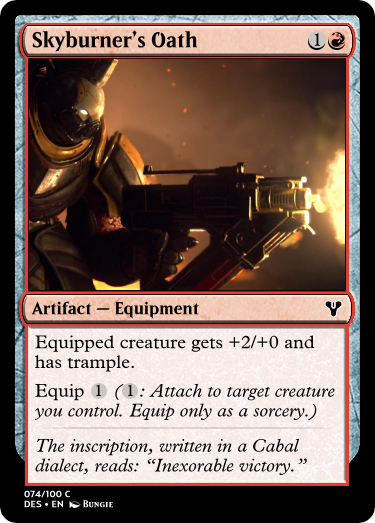 Skyburner's Oath 1
Artifact — Equipment
Equipped creature gets +2/+0 and
has trample.
Equip 1 (1: Attach to target creature
you control. Equip only as a sorcery.)
The inscription, written in a Cabal
dialect, reads: “Inexorable victory.”
074/100 C
DES • EN Bungie